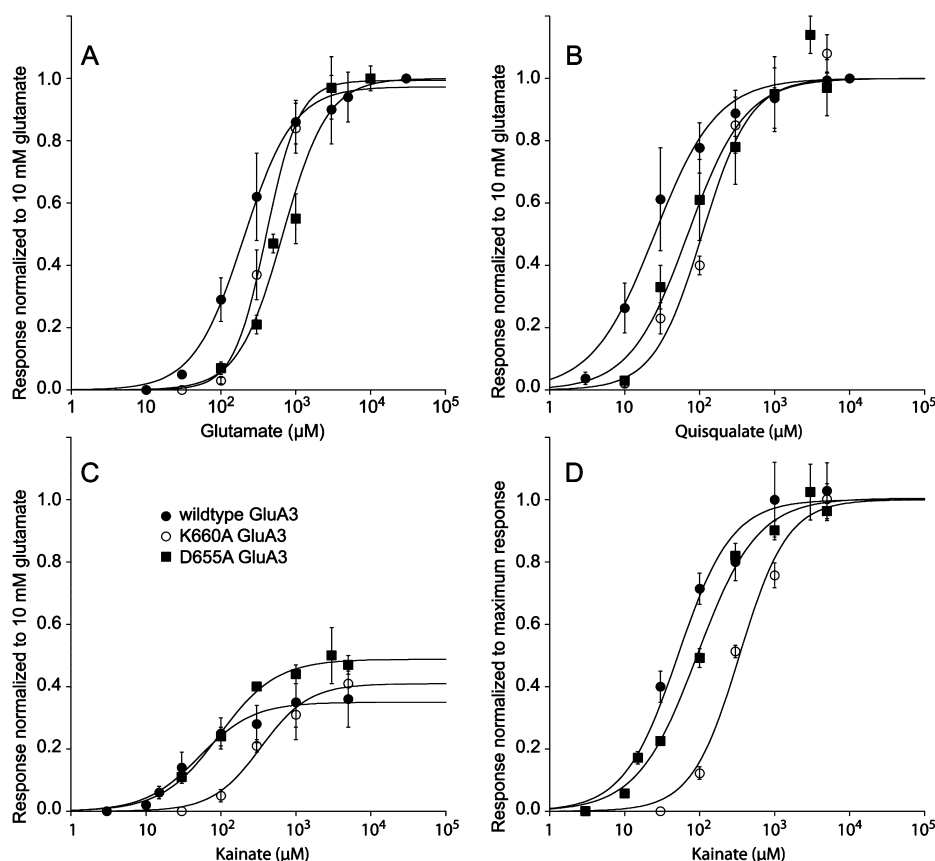 A
Response normalized to 10 mM glutamate
1.0
0.8
0.6
0.4
0.2
0.0
1 10 10² 10³ 10⁴ 10⁵
Glutamate (µM)
B
Response normalized to 10 mM glutamate
1.0
0.8
0.6
0.4
0.2
0.0
1 10 10² 10³ 10⁴ 10⁵
Quisqualate (µM)
C
Response normalized to 10 mM glutamate
1.0
0.8
0.6
0.4
0.2
0.0
wildtype GluA3
K660A GluA3
D655A GluA3
1 10 10² 10³ 10⁴ 10⁵
Kainate (µM)
D
Response normalized to maximum response
1.0
0.8
0.6
0.4
0.2
0.0
1 10 10² 10³ 10⁴ 10⁵
Kainate (µM)